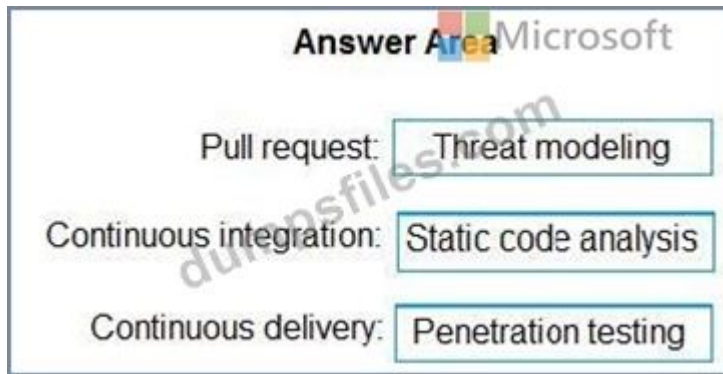 Answer Area Microsoft
Pull request: Threat modeling
dumpsfiles.com
Continuous integration: Static code analysis
Continuous delivery: Penetration testing